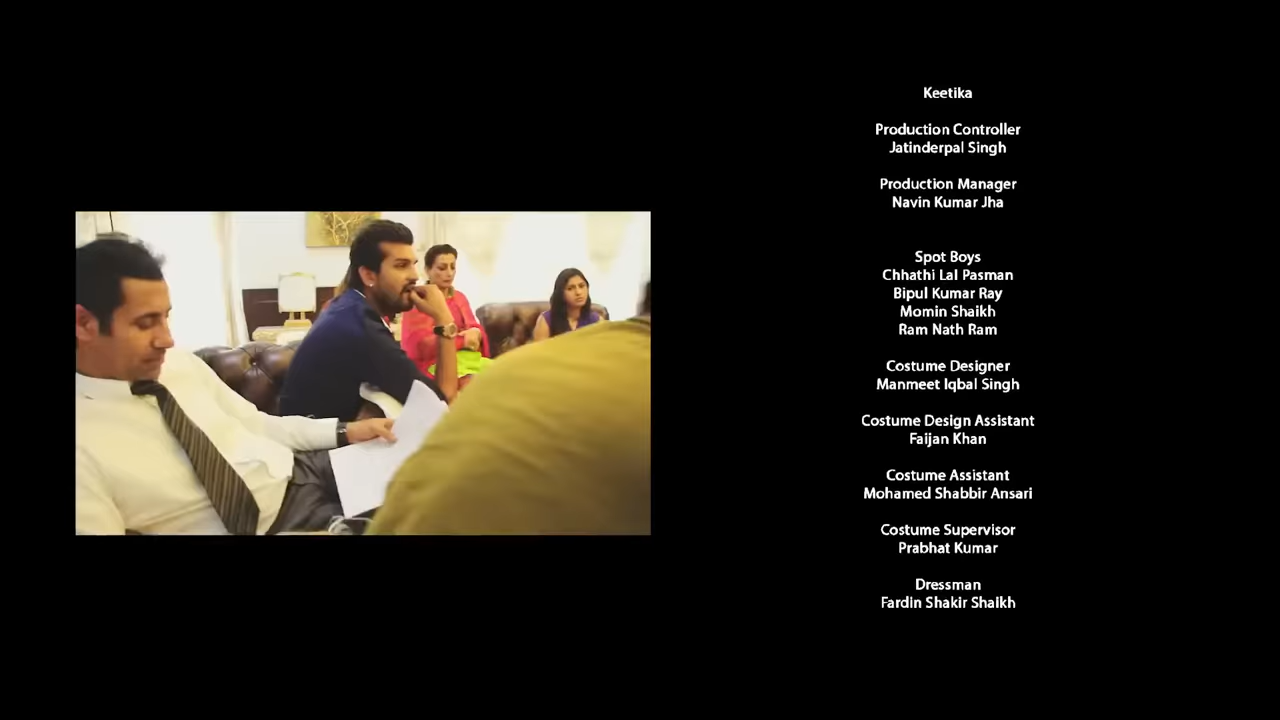 Keetika
Production Controller
Jatinderpal Singh
Production Manager
Navin Kumar Jha
Spot Boys
Chhathi Lal Pasman
Bipul Kumar Ray
Momin Shaikh
Ram Nath Ram
Costume Designer
Manmeet Iqbal Singh
Costume Design Assistant
Faijan Khan
Costume Assistant
Mohamed Shabbir Ansari
Costume Supervisor
Prabhat Kumar
Dressman
Fardin Shakir Shaikh